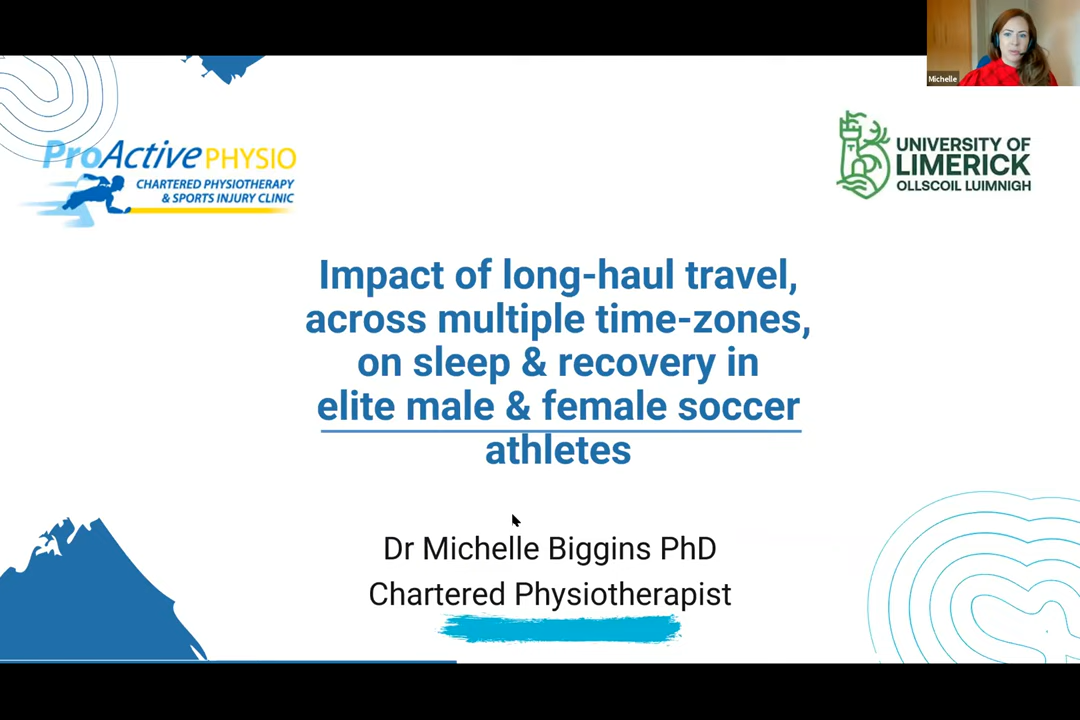 Michelle
ProActive PHYSIO
CHARTERED PHYSIOTHERAPY
& SPORTS INJURY CLINIC
UNIVERSITY OF
LIMERICK
OLLSCOIL LUIMNIGH
Impact of long-haul travel,
across multiple time-zones,
on sleep & recovery in
elite male & female soccer
athletes
Dr Michelle Biggins PhD
Chartered Physiotherapist